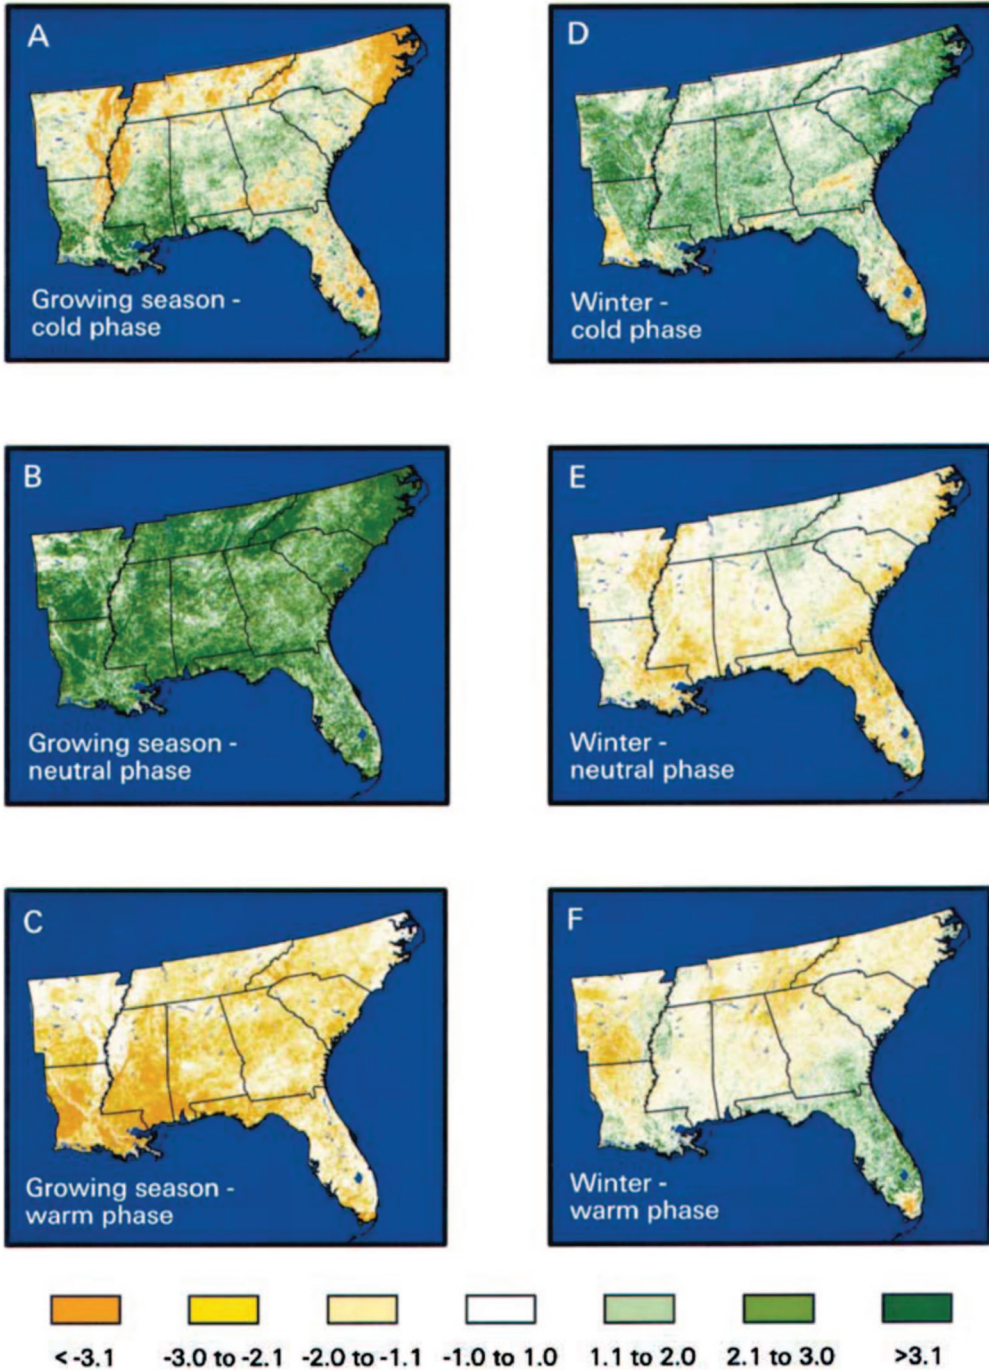 A
Growing season -
cold phase
D
Winter -
cold phase
B
Growing season -
neutral phase
E
Winter -
neutral phase
C
Growing season -
warm phase
F
Winter -
warm phase
< -3.1
-3.0 to -2.1
-2.0 to -1.1
-1.0 to 1.0
1.1 to 2.0
2.1 to 3.0
>3.1